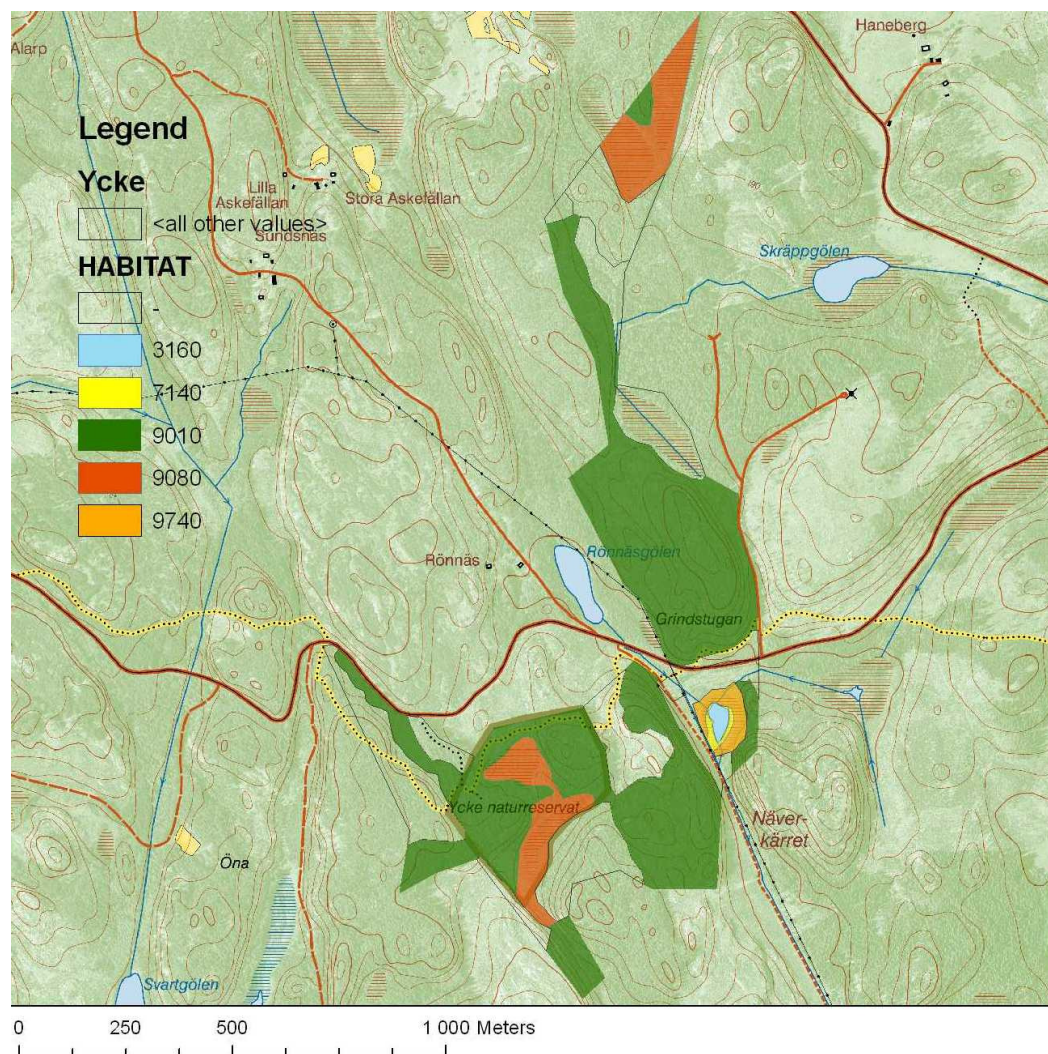 Haneberg
Alarp
Legend
Ycke
Lilla
Askefällan
Stora Askefällan
<all other values>
Sundsnäs
Skräppgölen
HABITAT
-
3160
7140
9010
9080
9740
Rönnäs
Rönnäsgölen
Grindstugan
Ycke naturreservat
Näver-
kärret
Öna
Svartgölen
0 250 500 1 000 Meters